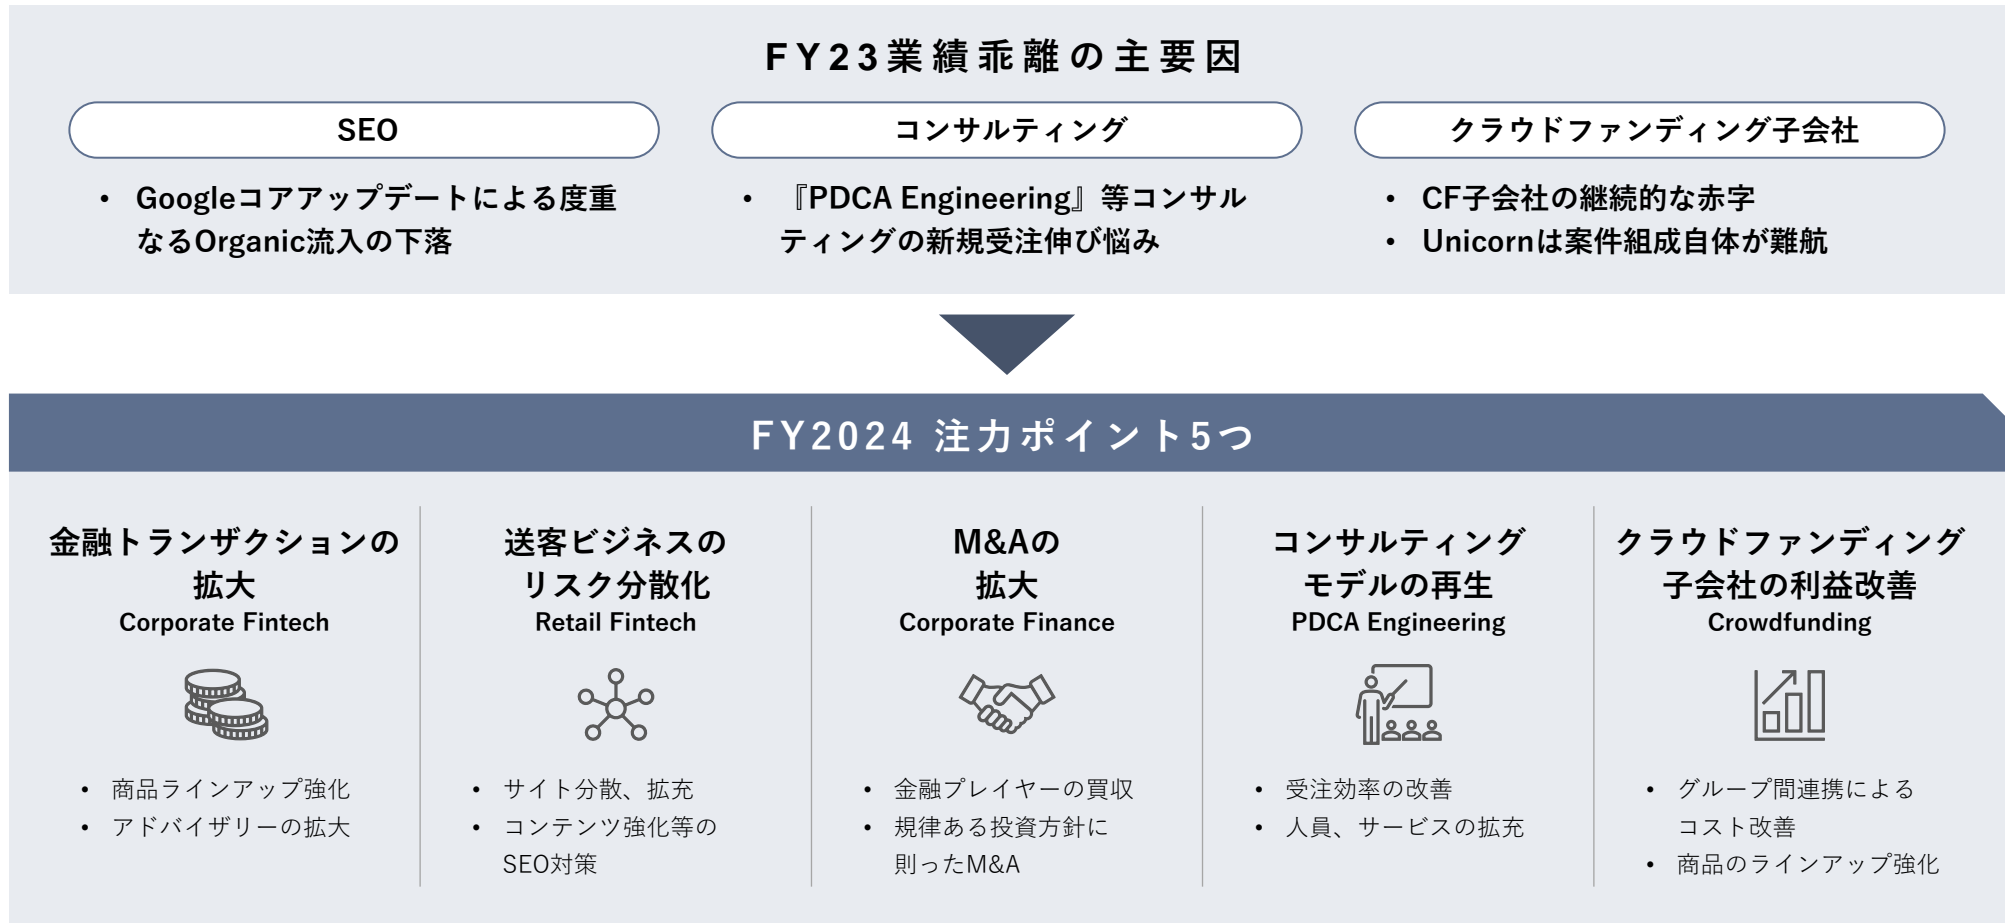 FY23業績乖離の主要因
SEO
• Googleコアアップデートによる度重
なるOrganic流入の下落
コンサルティング
• 『PDCA Engineering』等コンサル
ティングの新規受注伸び悩み
クラウドファンディング子会社
• CF子会社の継続的な赤字
• Unicornは案件組成自体が難航
FY2024 注力ポイント5つ
金融トランザクションの
拡大
Corporate Fintech
• 商品ラインアップ強化
• アドバイザリーの拡大
送客ビジネスの
リスク分散化
Retail Fintech
• サイト分散、拡充
• コンテンツ強化等の
SEO対策
M&Aの
拡大
Corporate Finance
• 金融プレイヤーの買収
• 規律ある投資方針に
則ったM&A
コンサルティング
モデルの再生
PDCA Engineering
• 受注効率の改善
• 人員、サービスの拡充
クラウドファンディング
子会社の利益改善
Crowdfunding
• グループ間連携による
コスト改善
• 商品のラインアップ強化